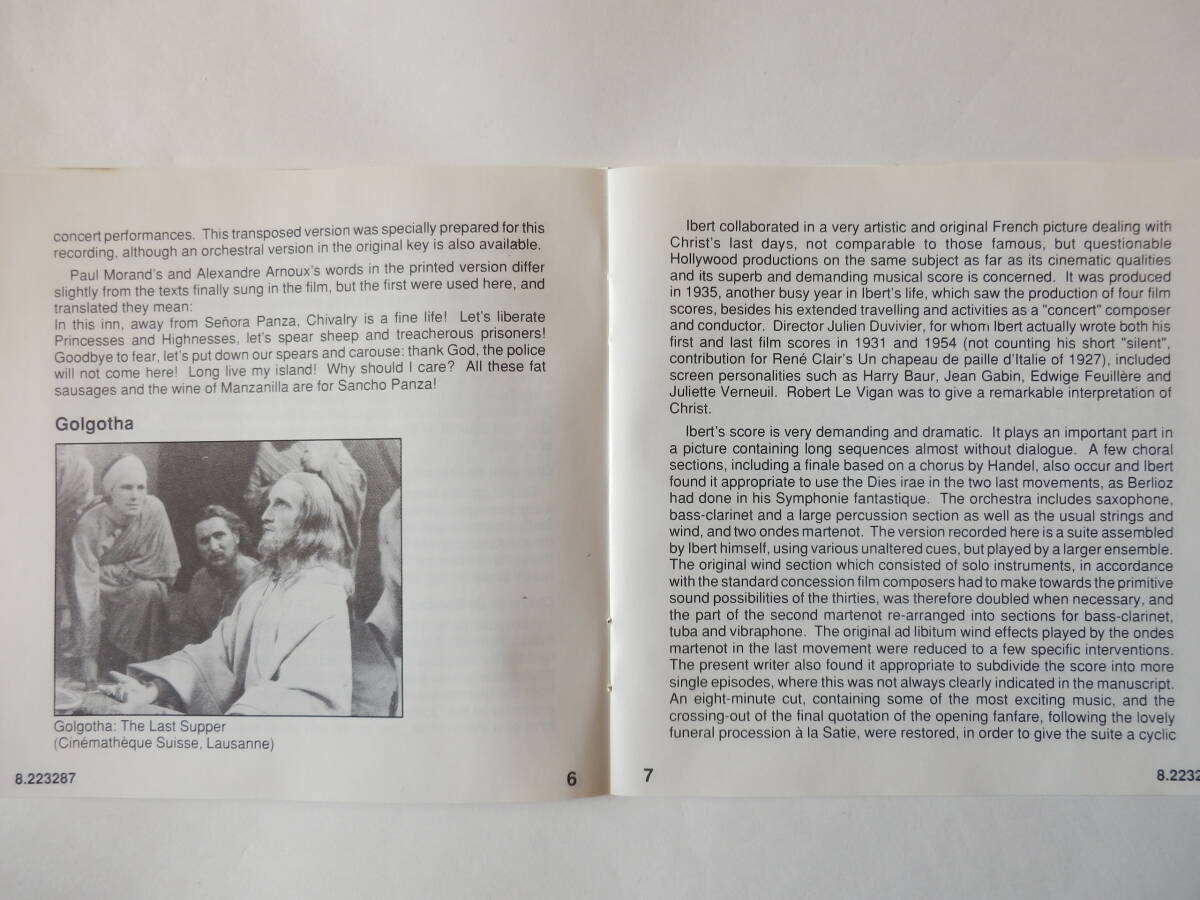 concert performances. This transposed version was specially prepared for this
recording, although an orchestral version in the original key is also available.
Paul Morand's and Alexandre Arnoux's words in the printed version differ
slightly from the texts finally sung in the film, but the first were used here, and
translated they mean:
In this inn, away from Señora Panza, Chivalry is a fine life! Let's liberate
Princesses and Highnesses, let's spear sheep and treacherous prisoners!
Goodbye to fear, let's put down our spears and carouse: thank God, the police
will not come here! Long live my island! Why should I care? All these fat
sausages and the wine of Manzanilla are for Sancho Panza!
Golgotha
Golgotha: The Last Supper
(Cinémathèque Suisse, Lausanne)
8.223287
6
Ibert collaborated in a very artistic and original French picture dealing with
Christ's last days, not comparable to those famous, but questionable
Hollywood productions on the same subject as far as its cinematic qualities
and its superb and demanding musical score is concerned. It was produced
in 1935, another busy year in Ibert's life, which saw the production of four film
scores, besides his extended travelling and activities as a "concert" composer
and conductor. Director Julien Duvivier, for whom Ibert actually wrote both his
first and last film scores in 1931 and 1954 (not counting his short "silent",
contribution for René Clair's Un chapeau de paille d'Italie of 1927), included
screen personalities such as Harry Baur, Jean Gabin, Edwige Feuillère and
Juliette Verneuil. Robert Le Vigan was to give a remarkable interpretation of
Christ.
Ibert's score is very demanding and dramatic. It plays an important part in
a picture containing long sequences almost without dialogue. A few choral
sections, including a finale based on a chorus by Handel, also occur and Ibert
found it appropriate to use the Dies irae in the two last movements, as Berlioz
had done in his Symphonie fantastique. The orchestra includes saxophone,
bass-clarinet and a large percussion section as well as the usual strings and
wind, and two ondes martenot. The version recorded here is a suite assembled
by Ibert himself, using various unaltered cues, but played by a larger ensemble.
The original wind section which consisted of solo instruments, in accordance
with the standard concession film composers had to make towards the primitive
sound possibilities of the thirties, was therefore doubled when necessary, and
the part of the second martenot re-arranged into sections for bass-clarinet,
tuba and vibraphone. The original ad libitum wind effects played by the ondes
martenot in the last movement were reduced to a few specific interventions.
The present writer also found it appropriate to subdivide the score into more
single episodes, where this was not always clearly indicated in the manuscript.
An eight-minute cut, containing some of the most exciting music, and the
crossing-out of the final quotation of the opening fanfare, following the lovely
funeral procession à la Satie, were restored, in order to give the suite a cyclic
7
8.2232